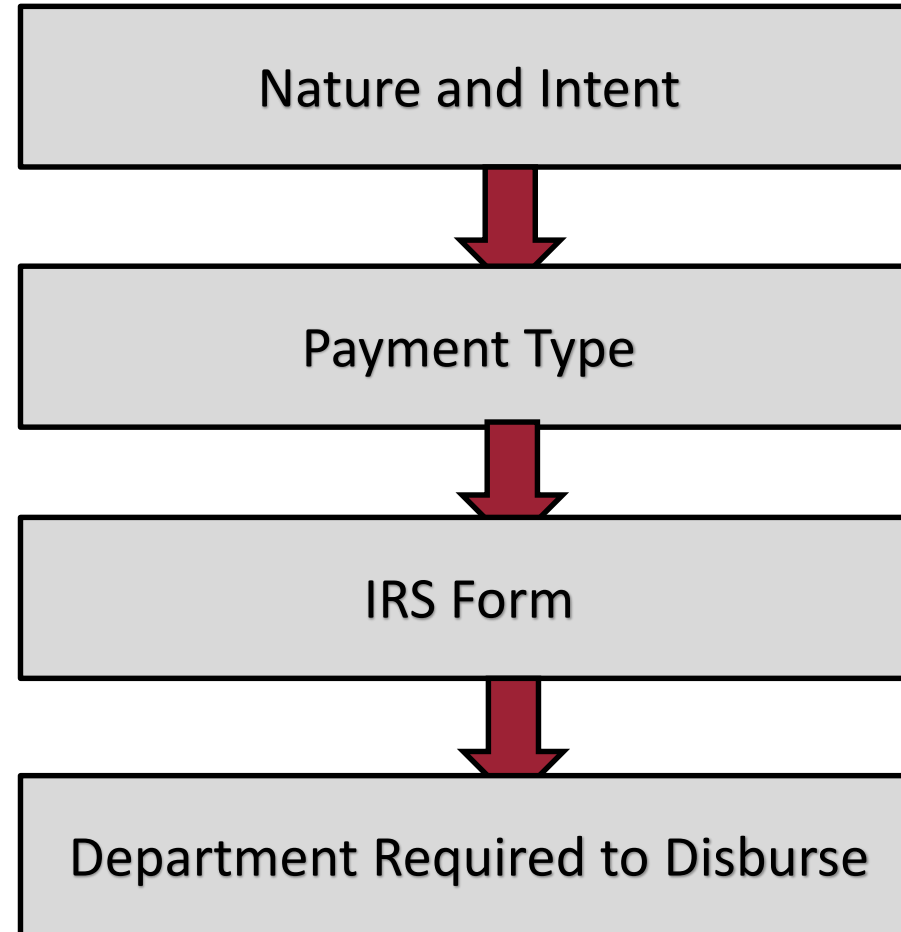 Nature and Intent
Payment Type
IRS Form
Department Required to Disburse